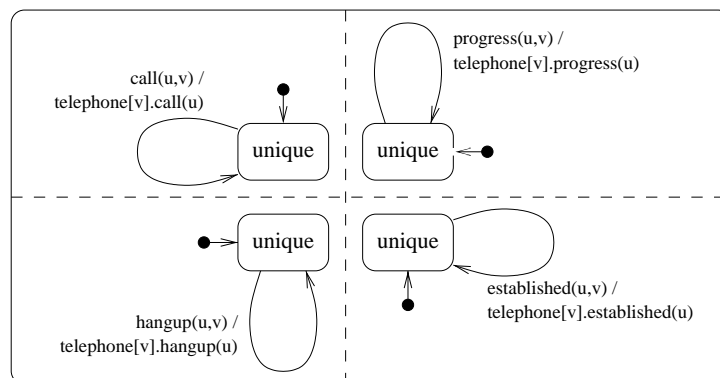 progress(u,v) /
telephone[v].progress(u)
call(u,v) /
telephone[v].call(u)
unique
unique
unique
unique
established(u,v) /
telephone[v].established(u)
hangup(u,v) /
telephone[v].hangup(u)